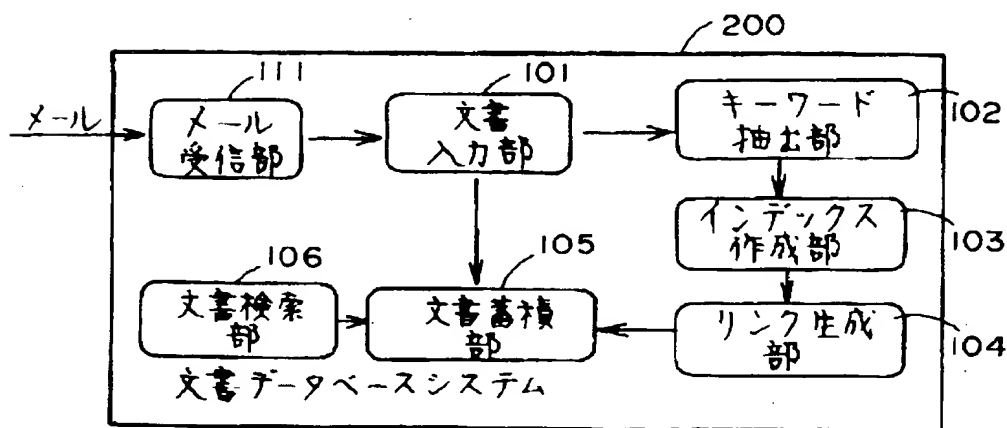 200
111
101
メール
メール
受信部
文書
入力部
キーワード
抽出部
102
インデックス
作成部
103
106
105
文書検索
部
文書蓄積
部
リンク生成
部
104
文書データベースシステム